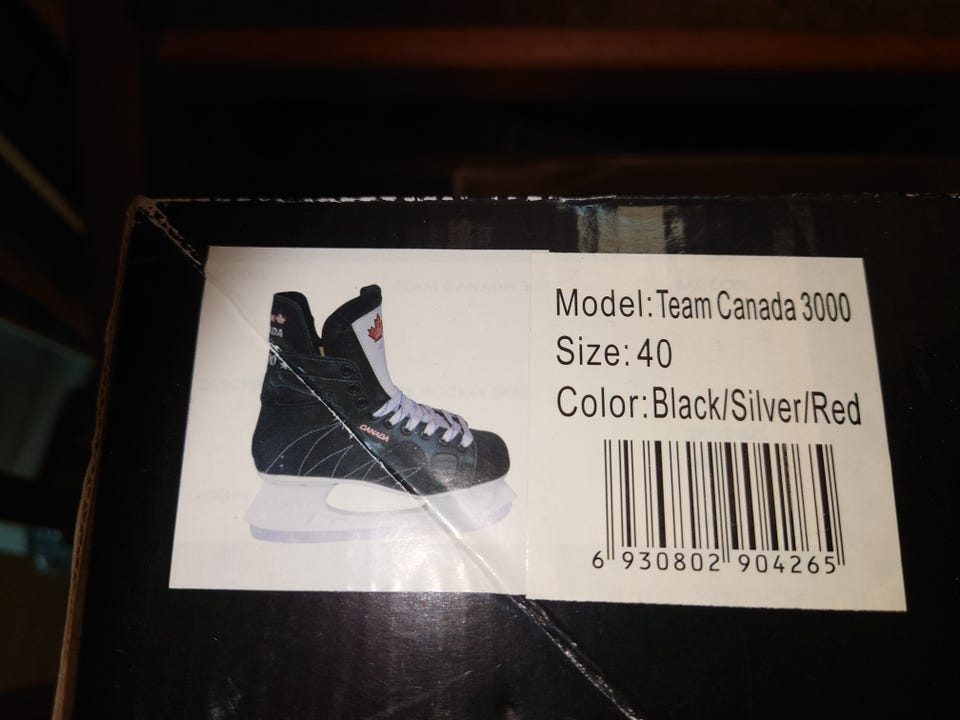 Model: Team Canada 3000
Size: 40
Color: Black/Silver/Red
6 930802 904265
CANADA